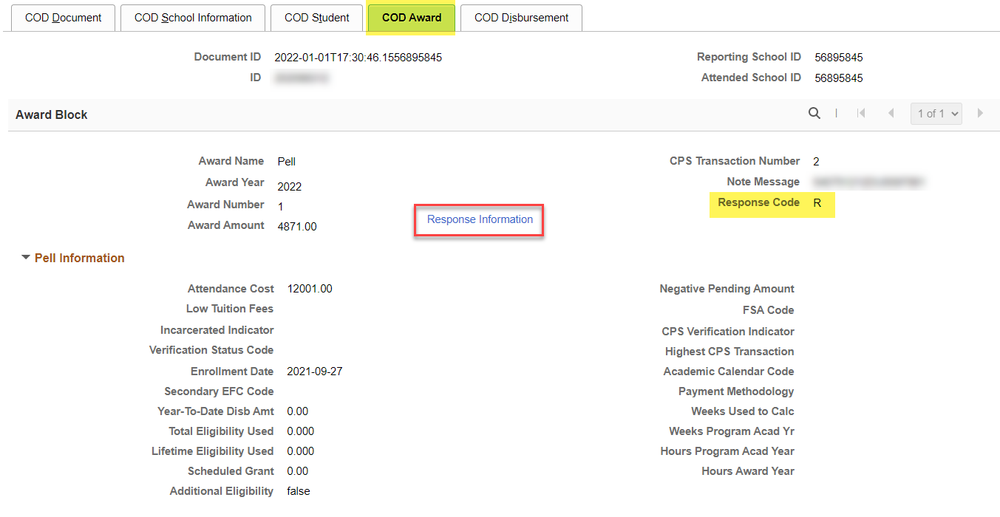 COD Document COD School Information COD Student COD Award COD Disbursement
Document ID 2022-01-01T17:30:46.1556895845 Reporting School ID 56895845
ID Attended School ID 56895845
Award Block 1 of 1
Award Name Pell CPS Transaction Number 2
Award Year 2022 Note Message
Award Number 1 Response Information Response Code R
Award Amount 4871.00
Pell Information
Attendance Cost 12001.00 Negative Pending Amount
Low Tuition Fees FSA Code
Incarcerated Indicator CPS Verification Indicator
Verification Status Code Highest CPS Transaction
Enrollment Date 2021-09-27 Academic Calendar Code
Secondary EFC Code Payment Methodology
Year-To-Date Disb Amt 0.00 Weeks Used to Calc
Total Eligibility Used 0.000 Weeks Program Acad Yr
Lifetime Eligibility Used 0.000 Hours Program Acad Year
Scheduled Grant 0.00 Hours Award Year
Additional Eligibility false